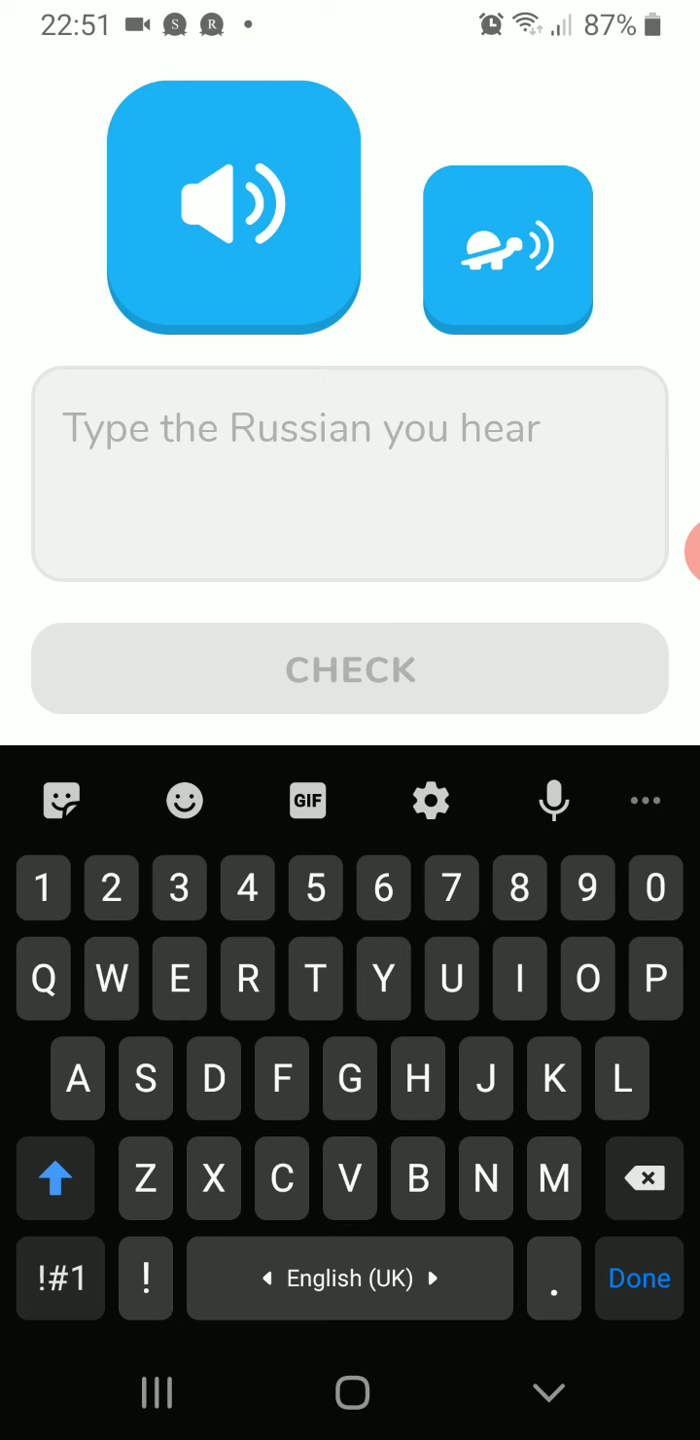 22:51 S R 87%
Type the Russian you hear
CHECK
GIF
1 2 3 4 5 6 7 8 9 0
Q W E R T Y U I O P
A S D F G H J K L
Z X C V B N M
!#1 ! English (UK) . Done